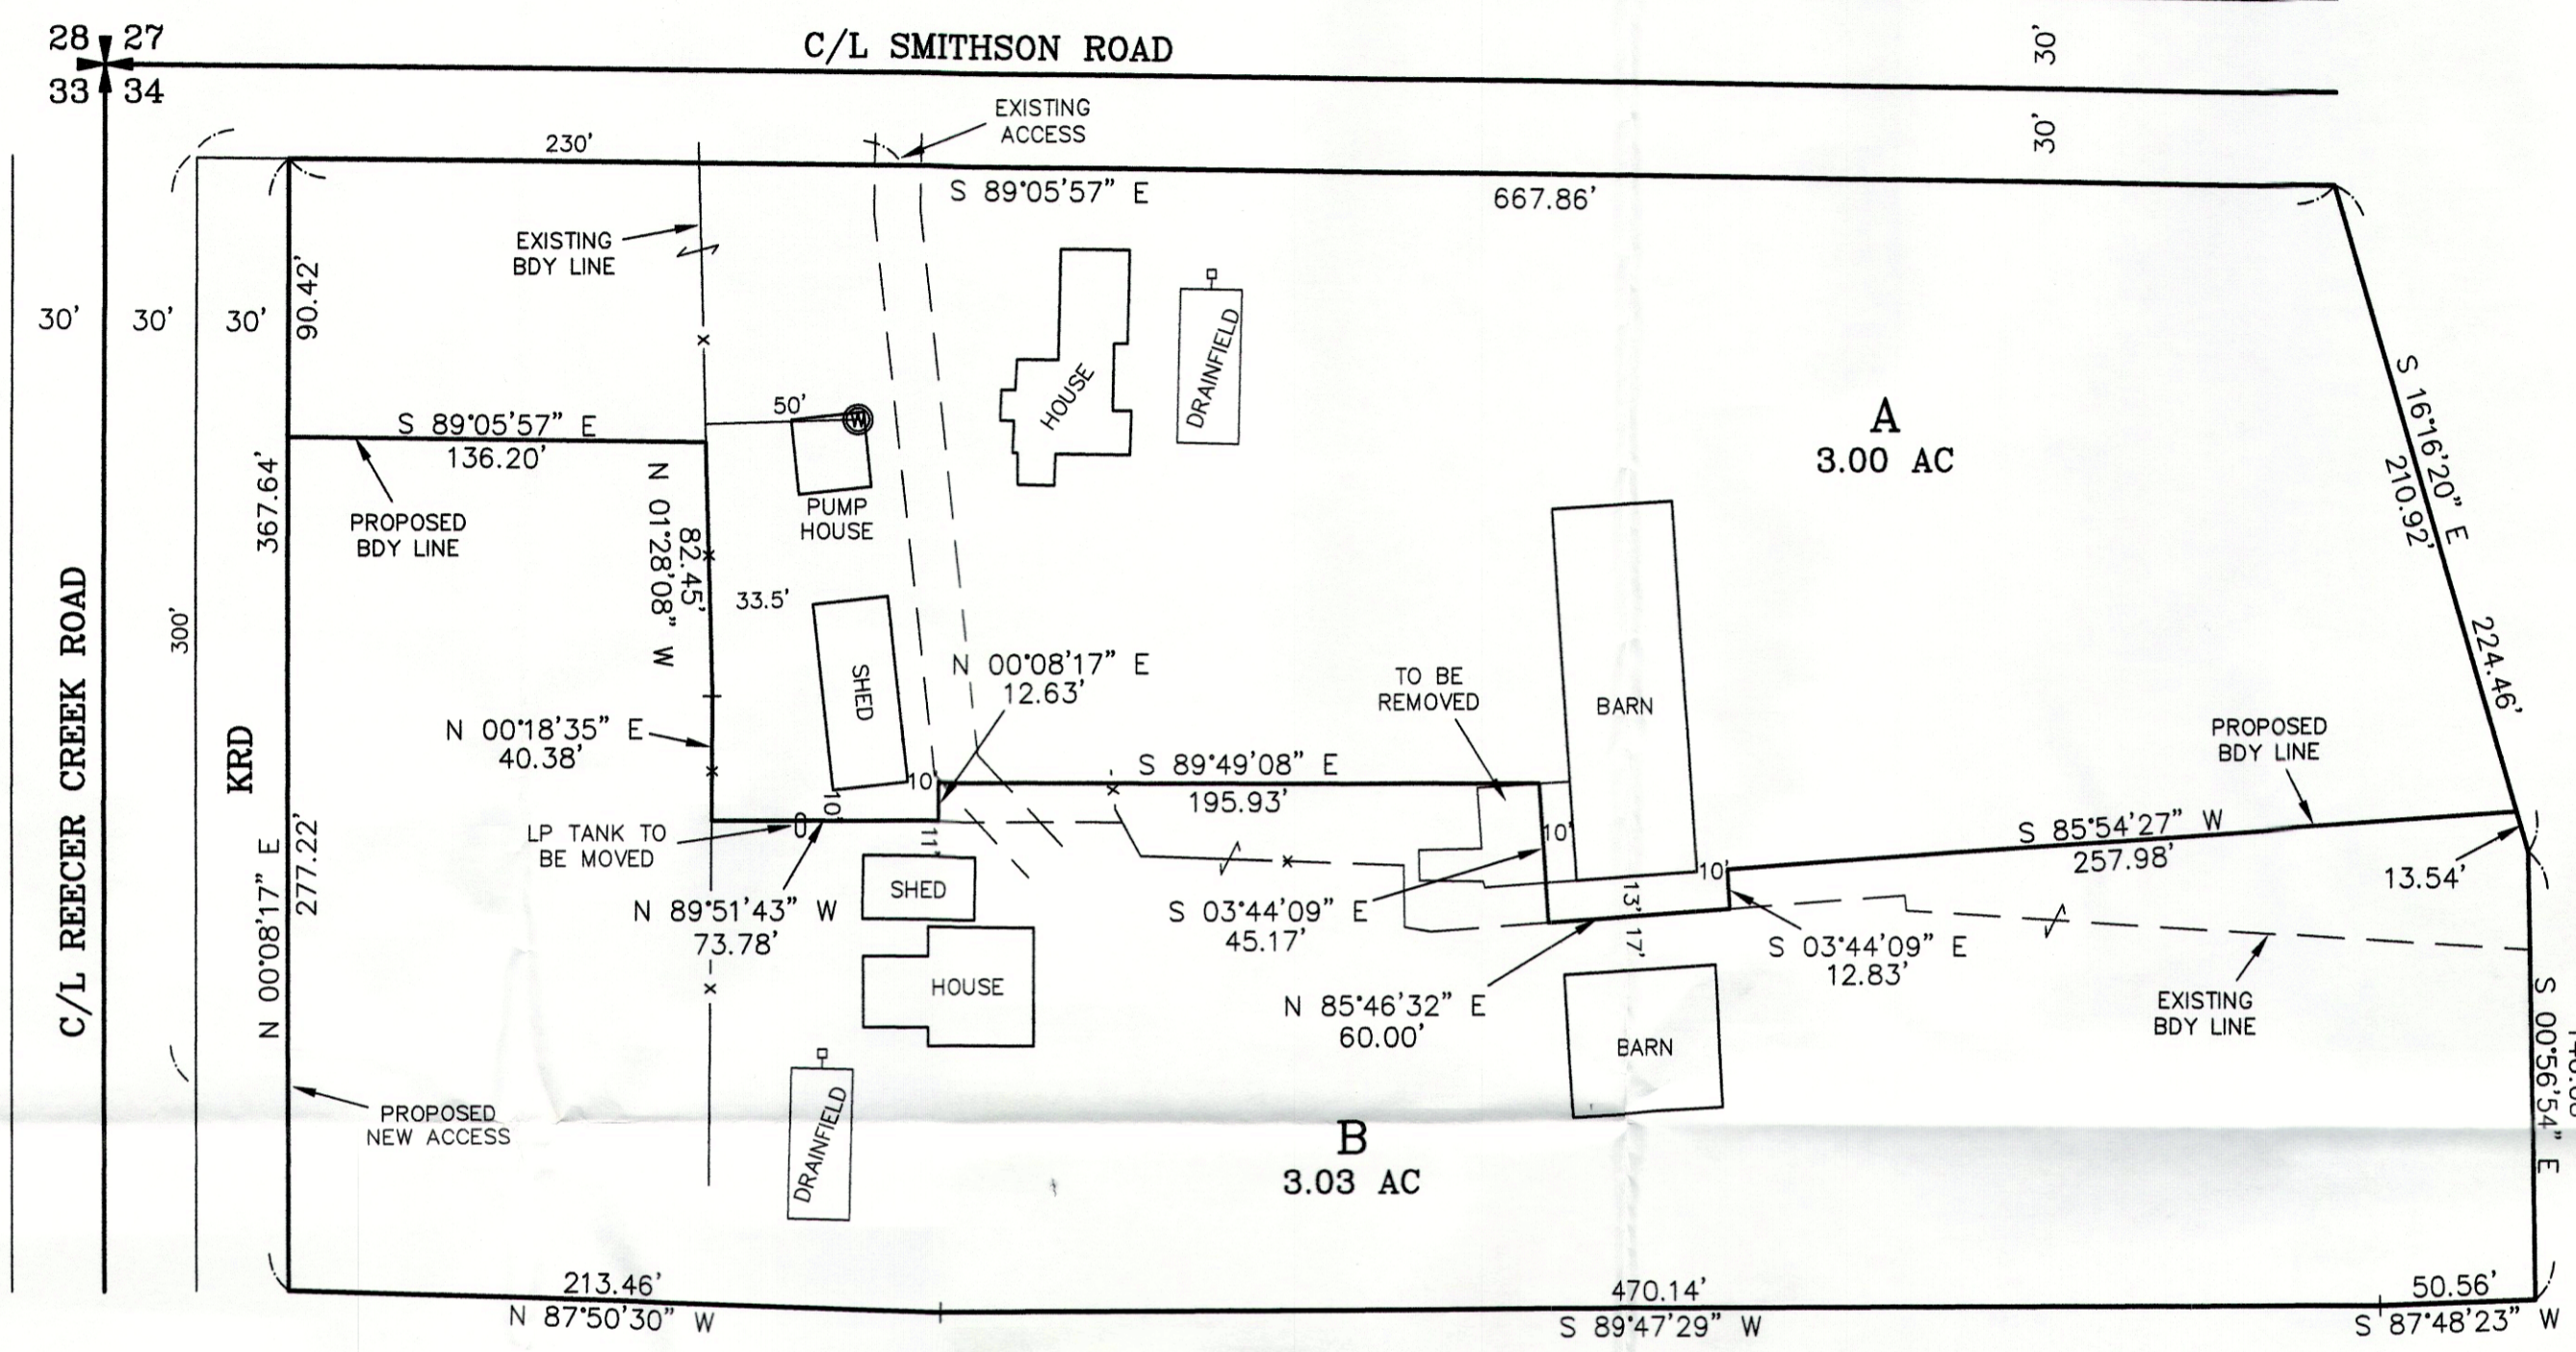 28 27
33 34
C/L SMITHSON ROAD
30'
30'
EXISTING
ACCESS
230'
S 89°05'57" E
667.86'
EXISTING
BDY LINE
90.42'
30'
30'
30'
HOUSE
DRAINFIELD
A
3.00 AC
S 16°16'20" E
210.92'
50'
W
S 89°05'57" E
136.20'
PUMP
HOUSE
PROPOSED
BDY LINE
367.64'
N 01°28'08" W
82.45'
33.5'
300'
C/L REECER CREEK ROAD
KRD
SHED
N 00°08'17" E
12.63'
TO BE
REMOVED
BARN
224.46'
PROPOSED
BDY LINE
N 00°18'35" E
40.38'
10'
10'
S 89°49'08" E
195.93'
10'
10'
S 85°54'27" W
257.98'
13.54'
LP TANK TO
BE MOVED
11'
SHED
N 00°08'17" E
277.22'
N 89°51'43" W
73.78'
S 03°44'09" E
45.17'
13'
17'
S 03°44'09" E
12.83'
HOUSE
N 85°46'32" E
60.00'
BARN
EXISTING
BDY LINE
S 00°56'54" E
PROPOSED
NEW ACCESS
DRAINFIELD
B
3.03 AC
213.46'
N 87°50'30" W
470.14'
S 89°47'29" W
50.56'
S 87°48'23" W